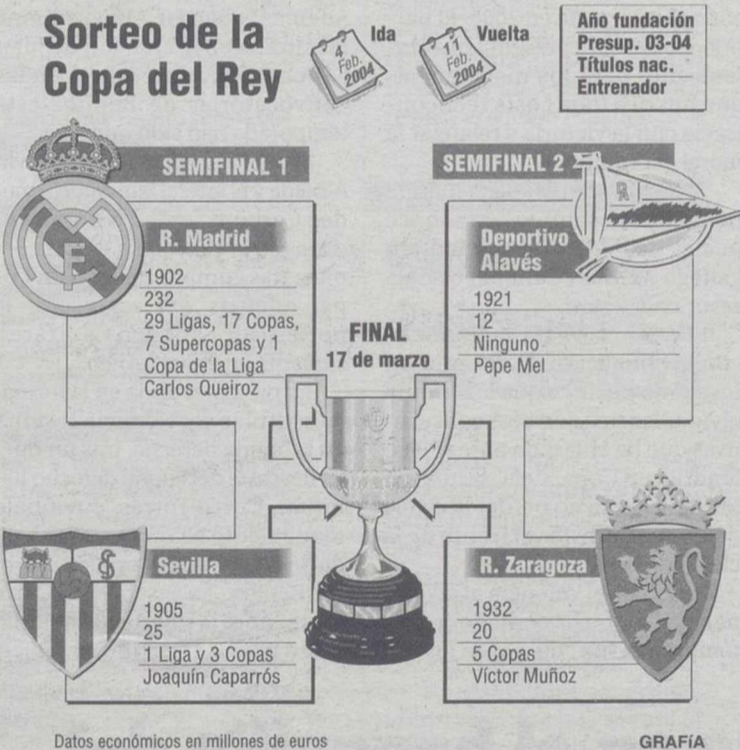 Sorteo de la
Copa del Rey
4
Feb.
2004
Ida
11
Feb.
2004
Vuelta
Año fundación
Presup. 03-04
Títulos nac.
Entrenador
SEMIFINAL 1
R. Madrid
1902
232
29 Ligas, 17 Copas,
7 Supercopas y 1
Copa de la Liga
Carlos Queiroz
SEMIFINAL 2
Deportivo
Alavés
1921
12
Ninguno
Pepe Mel
FINAL
17 de marzo
Sevilla
1905
25
1 Liga y 3 Copas
Joaquín Caparrós
R. Zaragoza
1932
20
5 Copas
Víctor Muñoz
Datos económicos en millones de euros
GRAFíA